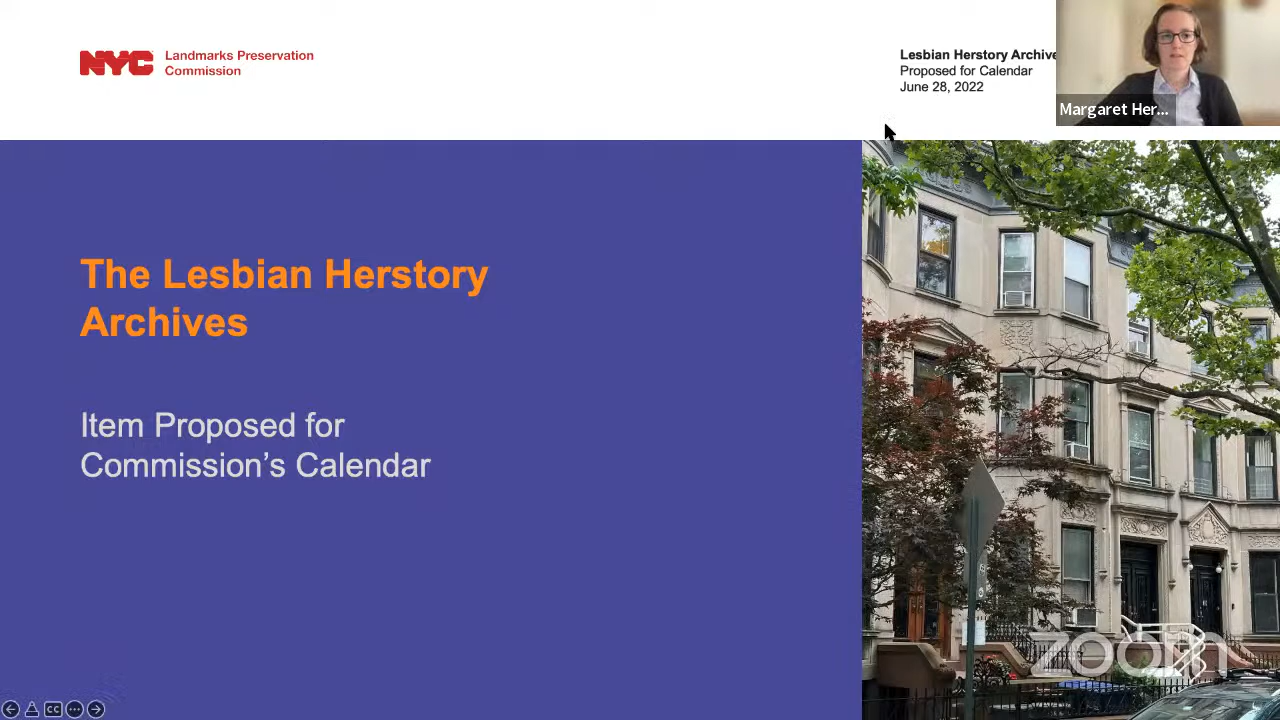 NYC
Landmarks Preservation
Commission
Lesbian Herstory Archive
Proposed for Calendar
June 28, 2022
Margaret Her...
The Lesbian Herstory
Archives
Item Proposed for
Commission's Calendar
zoom
CC